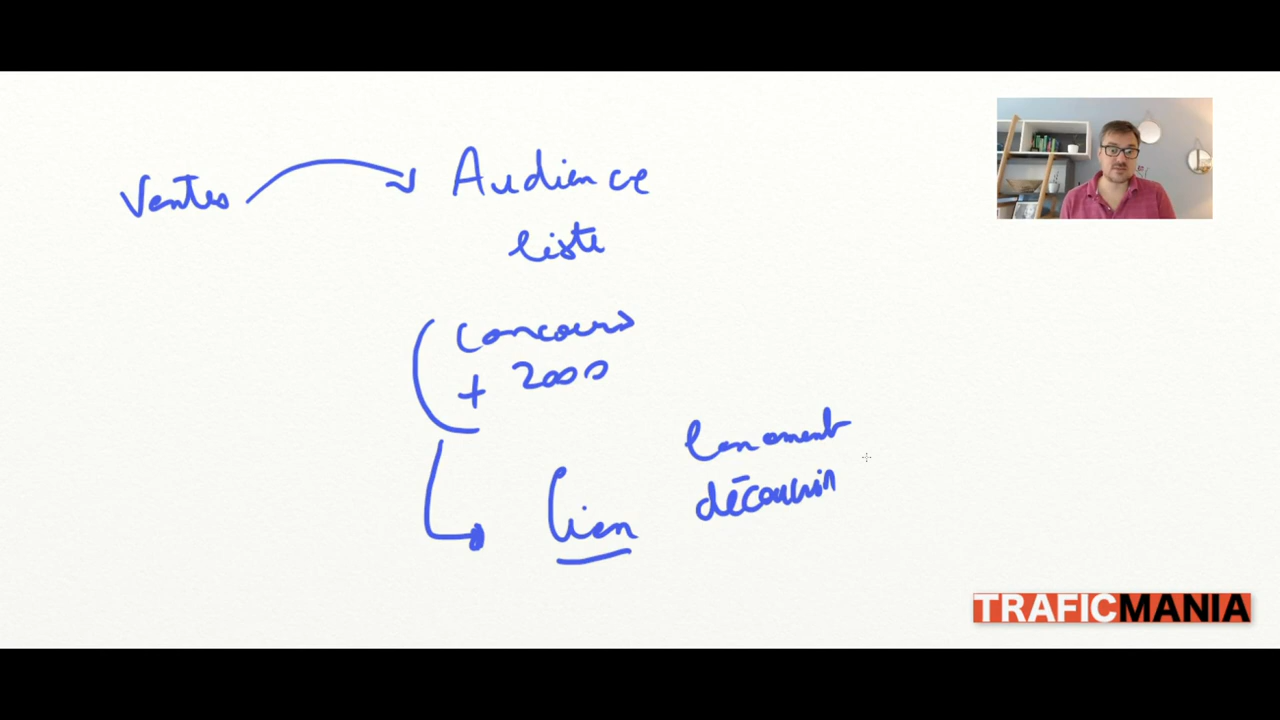 Ventes
Audience
liste
Concours
+ 2000
lancement
découvrir
lien
TRAFICMANIA